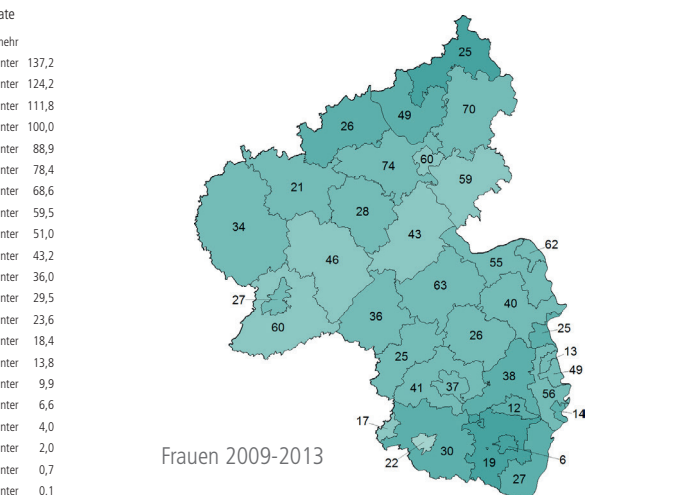 ate
mehr
nter 137,2
nter 124,2
nter 111,8
nter 100,0
nter 88,9
nter 78,4
nter 68,6
nter 59,5
nter 51,0
nter 43,2
nter 36,0
nter 29,5
nter 23,6
nter 18,4
nter 13,8
nter 9,9
nter 6,6
nter 4,0
nter 2,0
nter 0,7
nter 0,1
25
70
49
26
74
60
59
21
28
34
43
46
62
55
63
27
40
60
36
26
25
13
25
49
38
41
37
56
12
14
17
30
22
19
6
27
Frauen 2009-2013